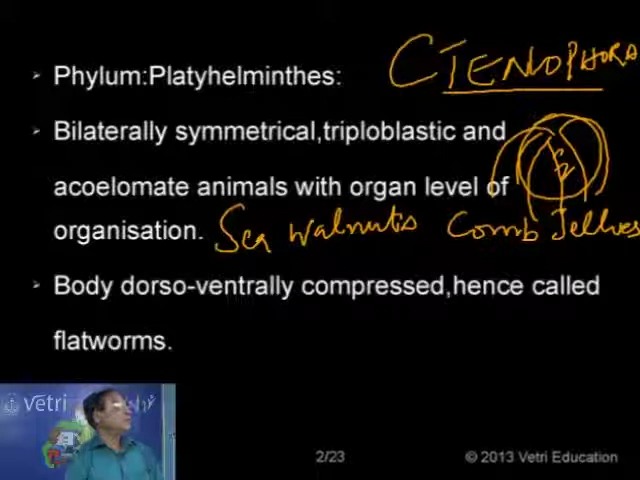 CTENOPHORA
➢ Phylum:Platyhelminthes:
➢ Bilaterally symmetrical,triploblastic and
acoelomate animals with organ level of
organisation.
Sea walnuts Comb Jellies
➢ Body dorso-ventrally compressed,hence called
flatworms.
vetri
2/23
© 2013 Vetri Education